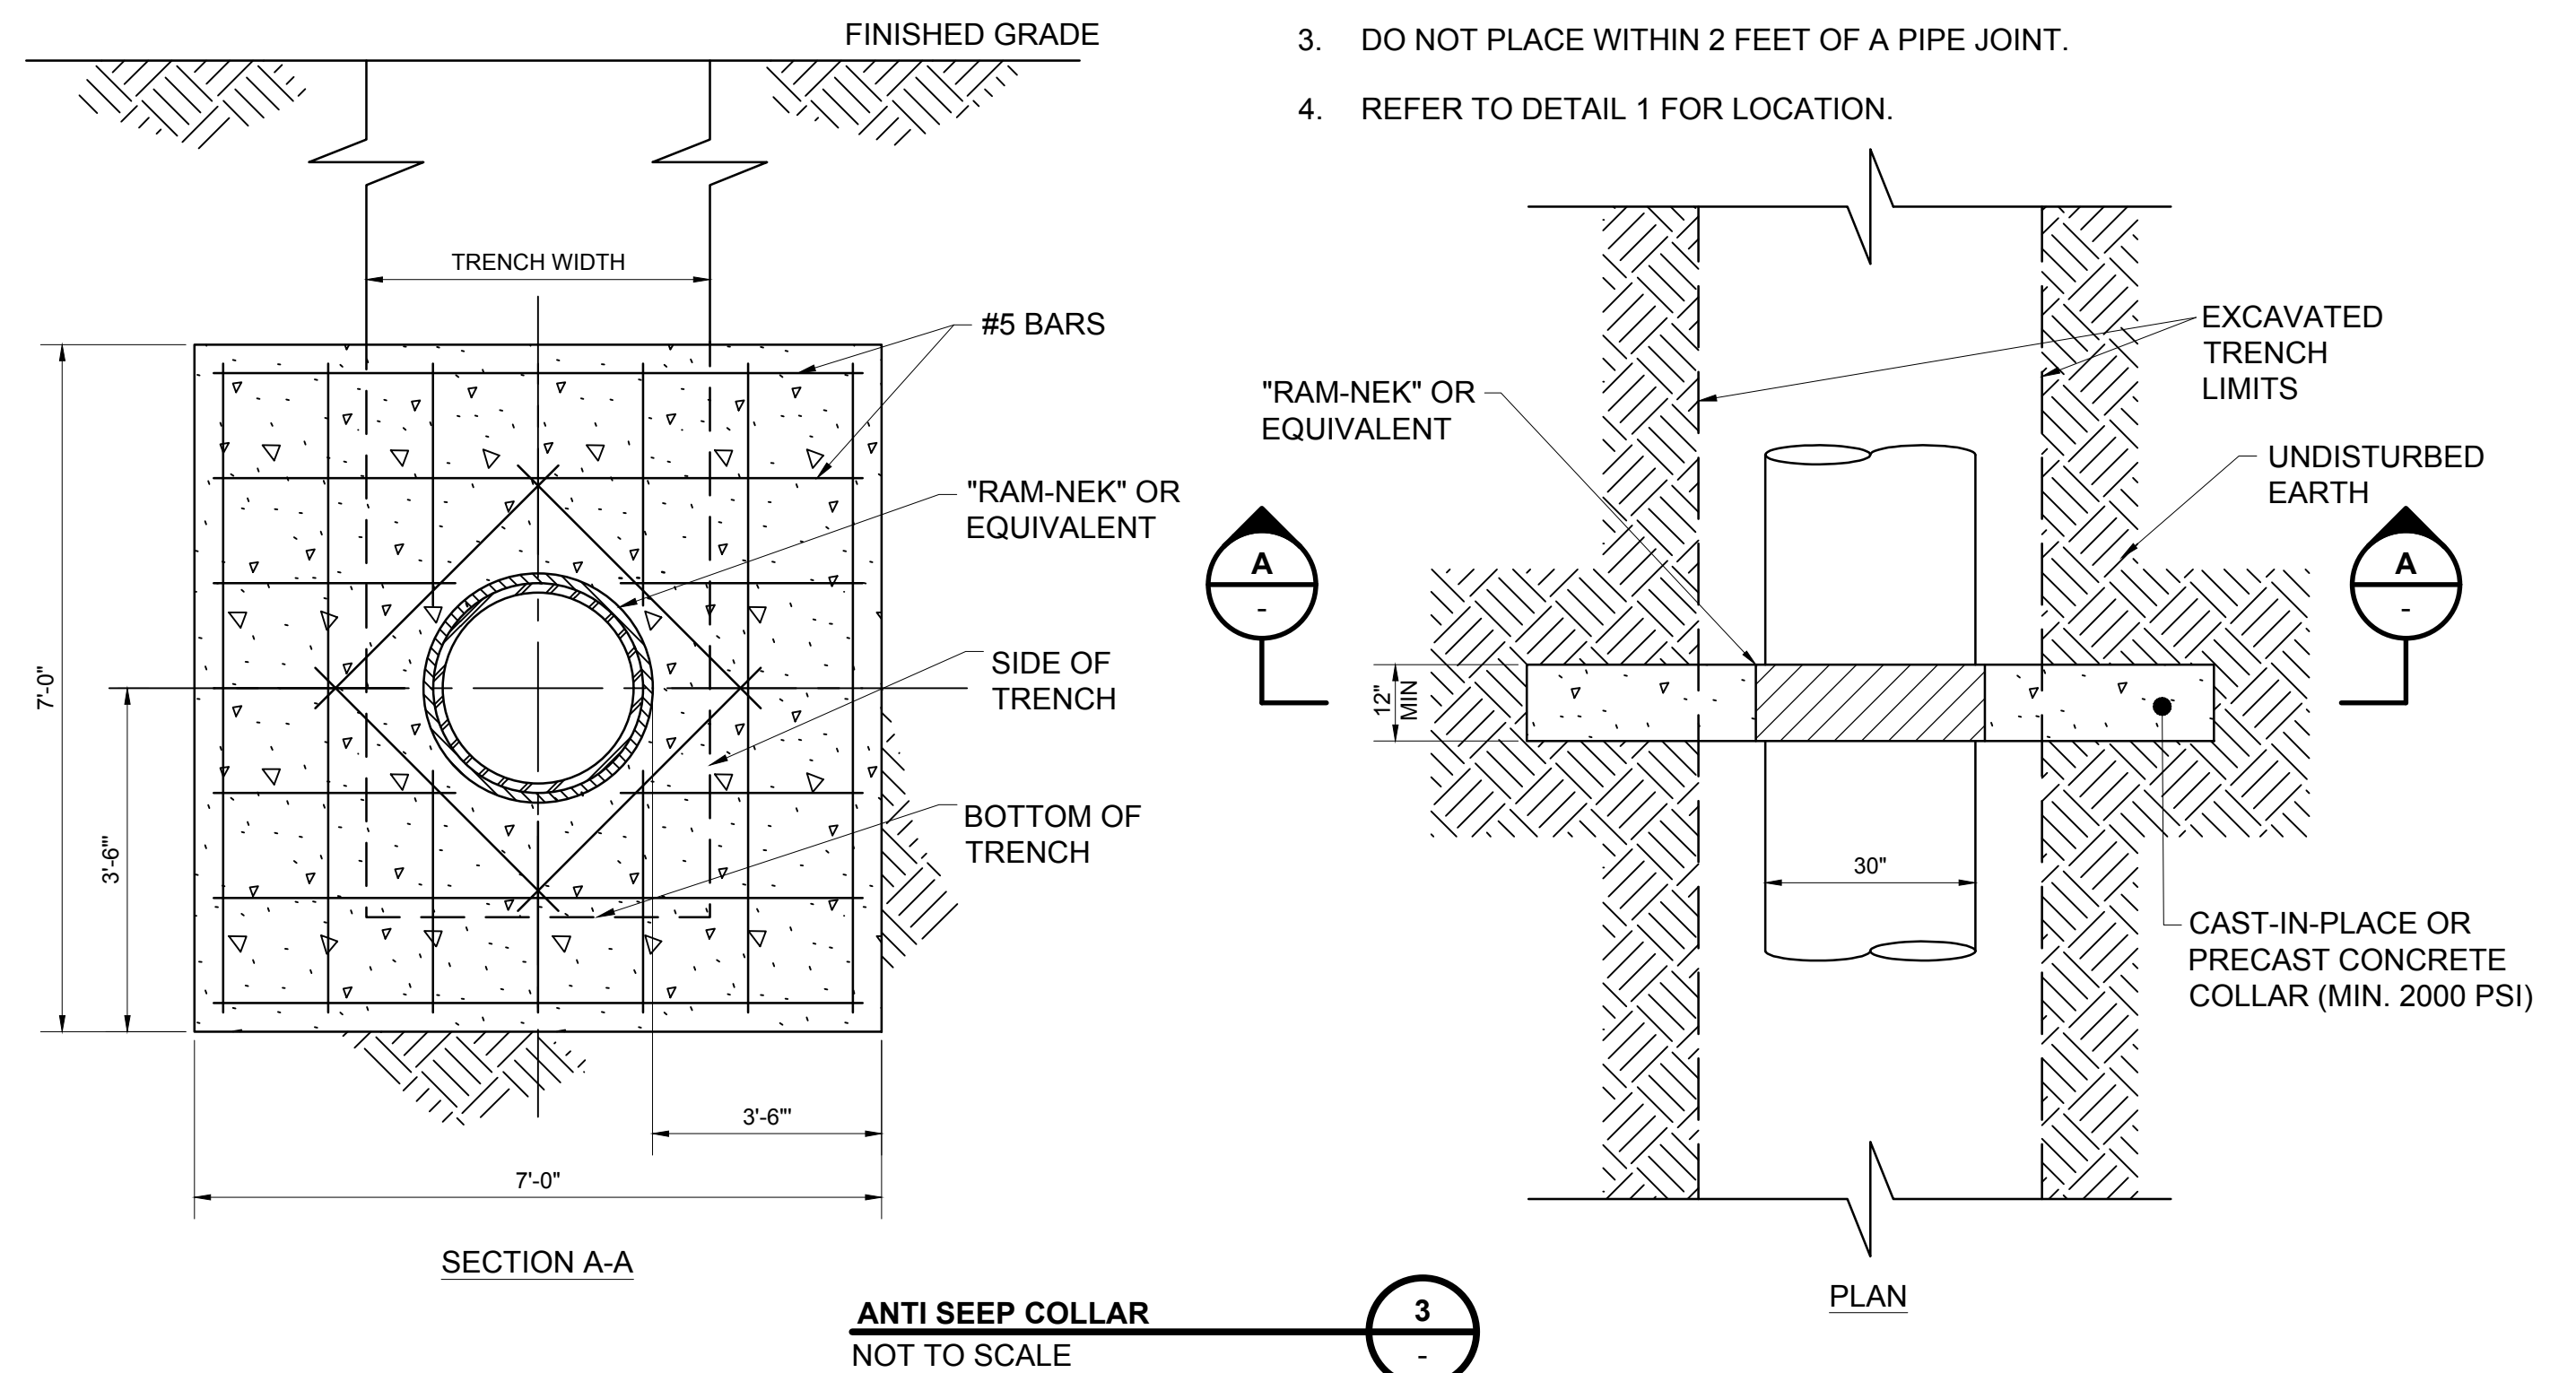 FINISHED GRADE
3. DO NOT PLACE WITHIN 2 FEET OF A PIPE JOINT.
4. REFER TO DETAIL 1 FOR LOCATION.
TRENCH WIDTH
#5 BARS
"RAM-NEK" OR
EQUIVALENT
SIDE OF
TRENCH
BOTTOM OF
TRENCH
7'-0"
3'-6"'
3'-6"'
7'-0"
SECTION A-A
"RAM-NEK" OR
EQUIVALENT
EXCAVATED
TRENCH
LIMITS
UNDISTURBED
EARTH
A
-
A
-
12"
MIN
30"
CAST-IN-PLACE OR
PRECAST CONCRETE
COLLAR (MIN. 2000 PSI)
PLAN
ANTI SEEP COLLAR
NOT TO SCALE
3
-